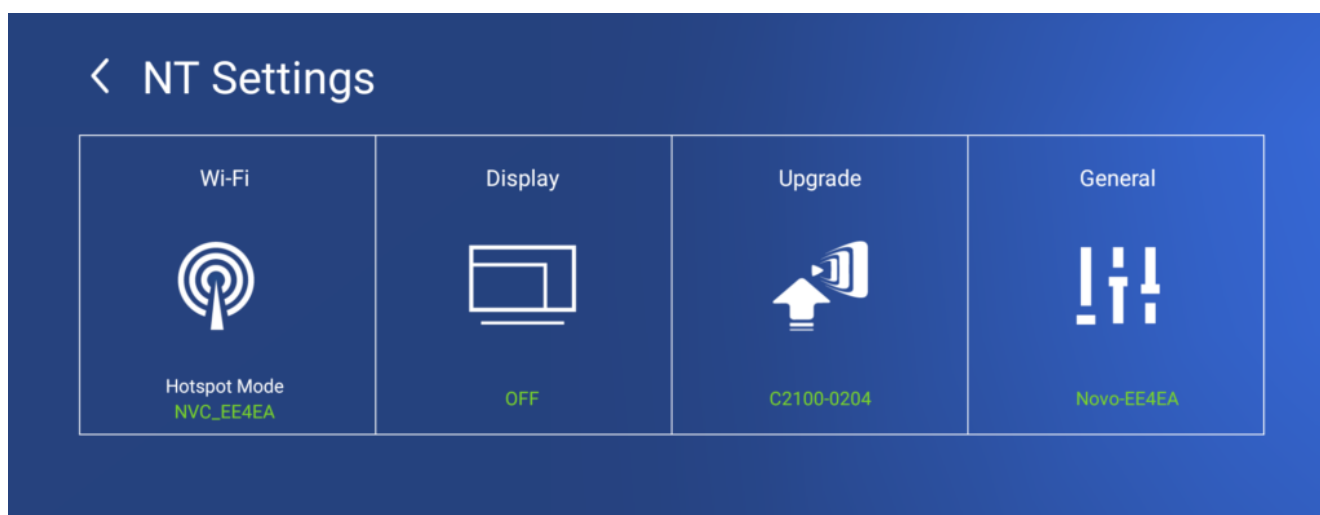 NT Settings
Wi-Fi
Display
Upgrade
General
Hotspot Mode
NVC_EE4EA
OFF
C2100-0204
Novo-EE4EA